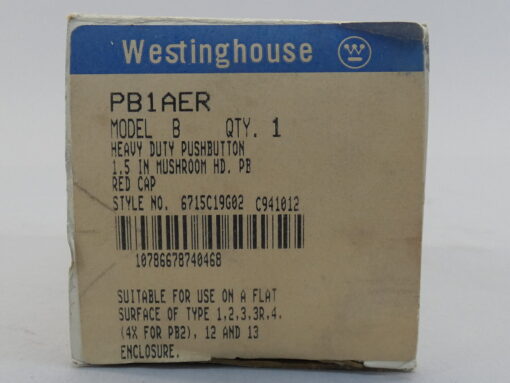 Westinghouse W
PB1AER
MODEL B QTY. 1
HEAVY DUTY PUSHBUTTON
1.5 IN MUSHROOM HD. PB
RED CAP
STYLE NO. 6715C19G02 C941012
10786678740468
SUITABLE FOR USE ON A FLAT
SURFACE OF TYPE 1,2,3,3R,4,
(4X FOR PB2), 12 AND 13
ENCLOSURE.